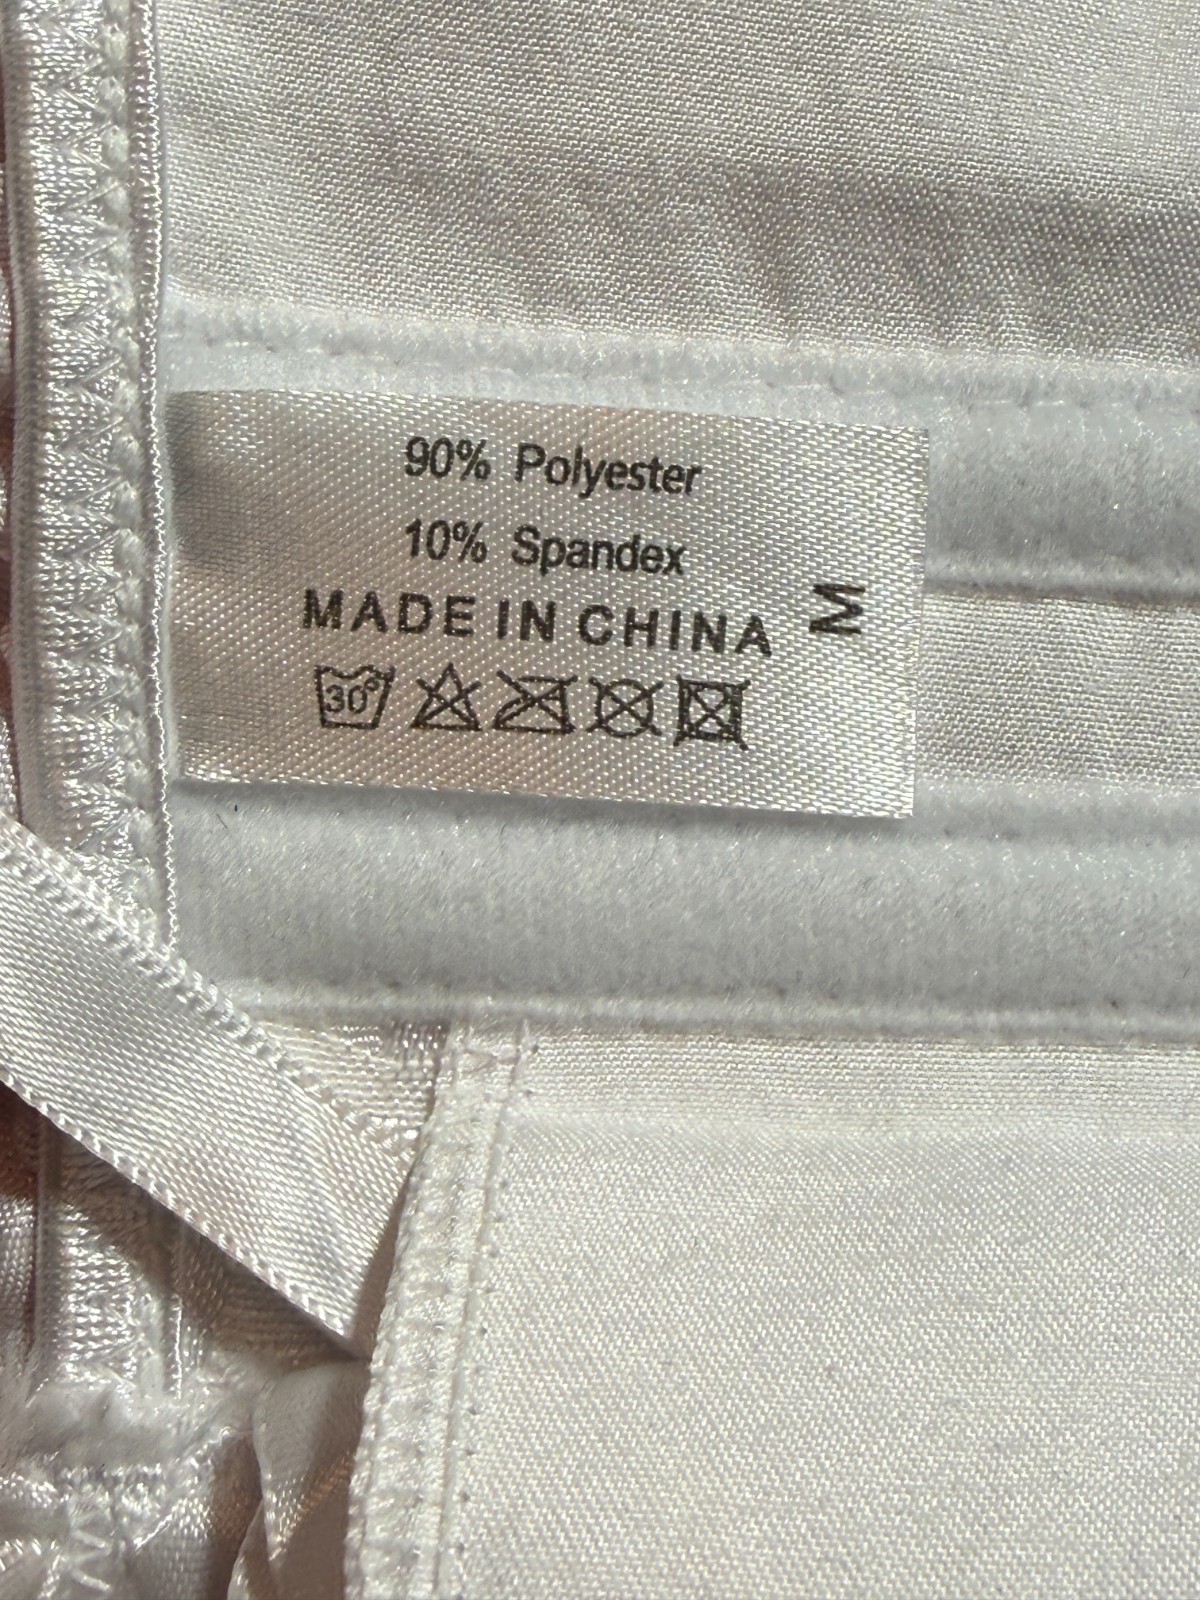 90% Polyester
10% Spandex
MADE IN CHINA
M
30°